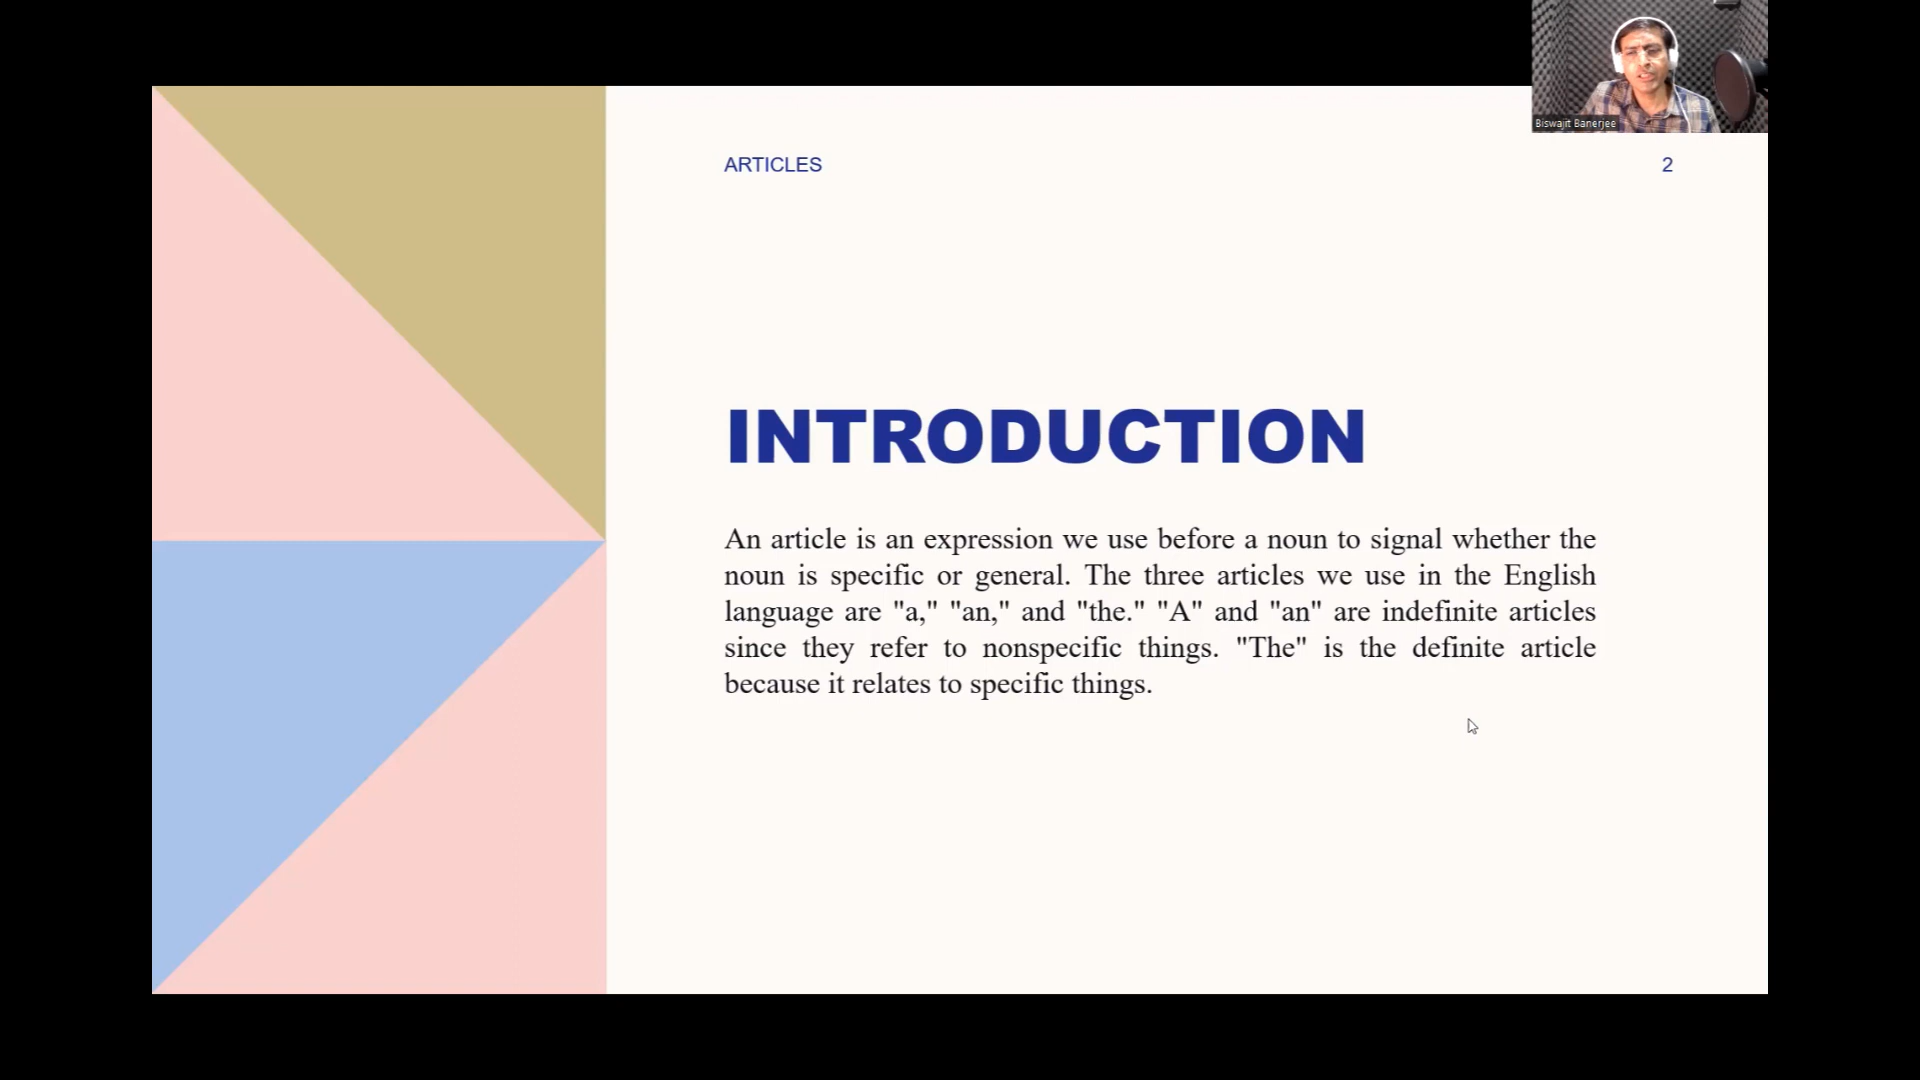 Biswajit Banerjee
ARTICLES
2
INTRODUCTION
An article is an expression we use before a noun to signal whether the
noun is specific or general. The three articles we use in the English
language are "a," "an," and "the." "A" and "an" are indefinite articles
since they refer to nonspecific things. "The" is the definite article
because it relates to specific things.